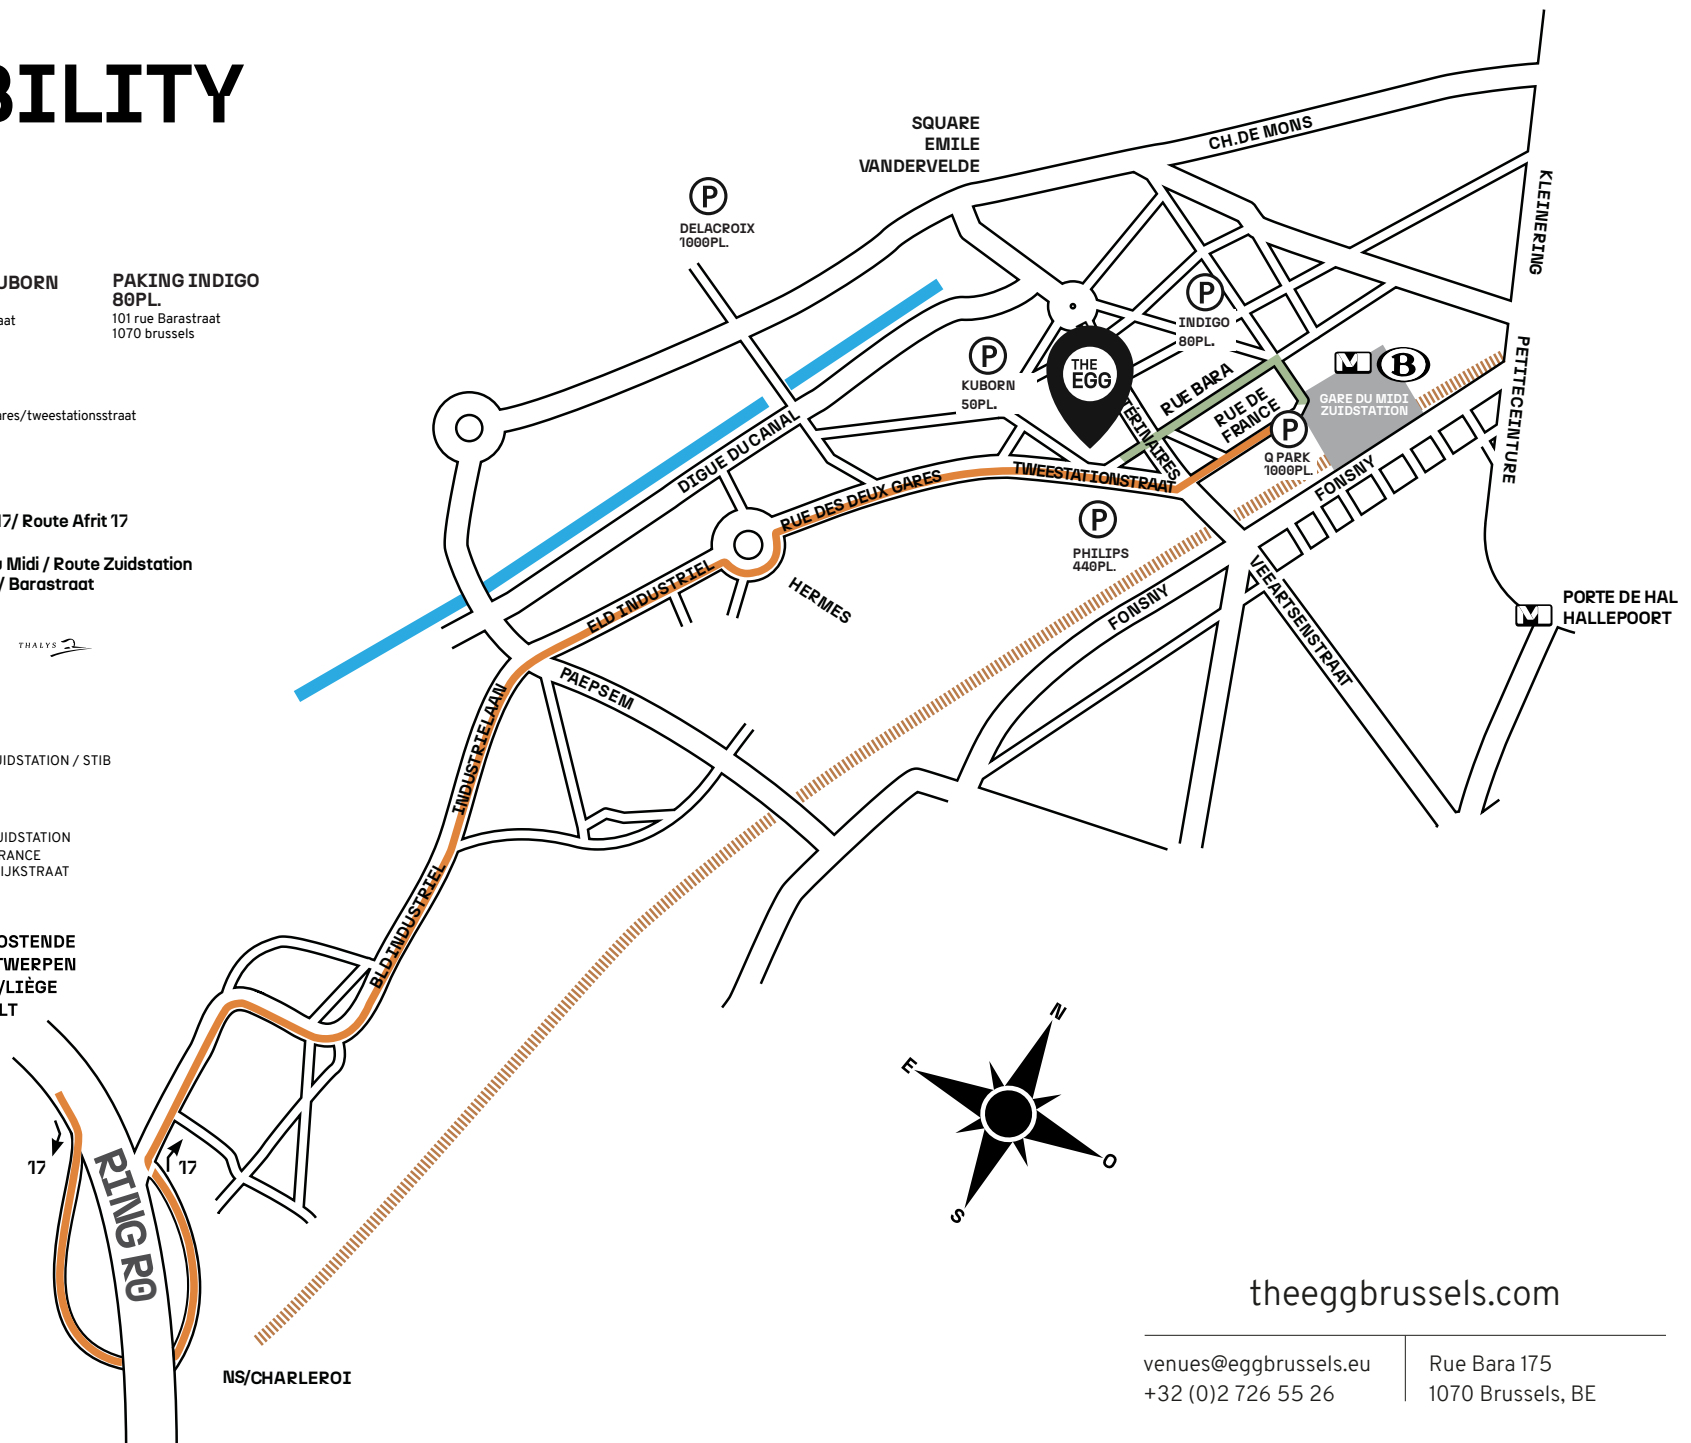 BILITY
UBORN
aat
PAKING INDIGO
80PL.
101 rue Barastraat
1070 brussels
ares/tweestationsstraat
17/ Route Afrit 17
u Midi / Route Zuidstation
/ Barastraat
THALYS
UIDSTATION / STIB
UIDSTATION
RANCE
IJKSTRAAT
OSTENDE
TWERPEN
/LIÈGE
LT
17
17
RING R0
NS/CHARLEROI
SQUARE
EMILE
VANDERVELDE
P
DELACROIX
1000PL.
CH.DE MONS
KLEINERING
P
INDIGO
80PL.
P
KUBORN
50PL.
THE
EGG
RUE BARA
RUE DE
FRANCE
TÉRINAIRES
M
B
GARE DU MIDI
ZUIDSTATION
P
Q PARK
1000PL.
PETITECEINTURE
DIGUE DU CANAL
RUE DES DEUX GARES
TWEESTATIONSTRAAT
FONSNY
P
PHILIPS
440PL.
HERMES
ELD INDUSTRIEL
FONSNY
VEEARTSENSTRAAT
M
PORTE DE HAL
HALLEPOORT
PAEPSEM
INDUSTRIELAAN
BLDINDUSTRIEL
N
E
O
S
theeggbrussels.com
venues@eggbrussels.eu
+32 (0)2 726 55 26
Rue Bara 175
1070 Brussels, BE